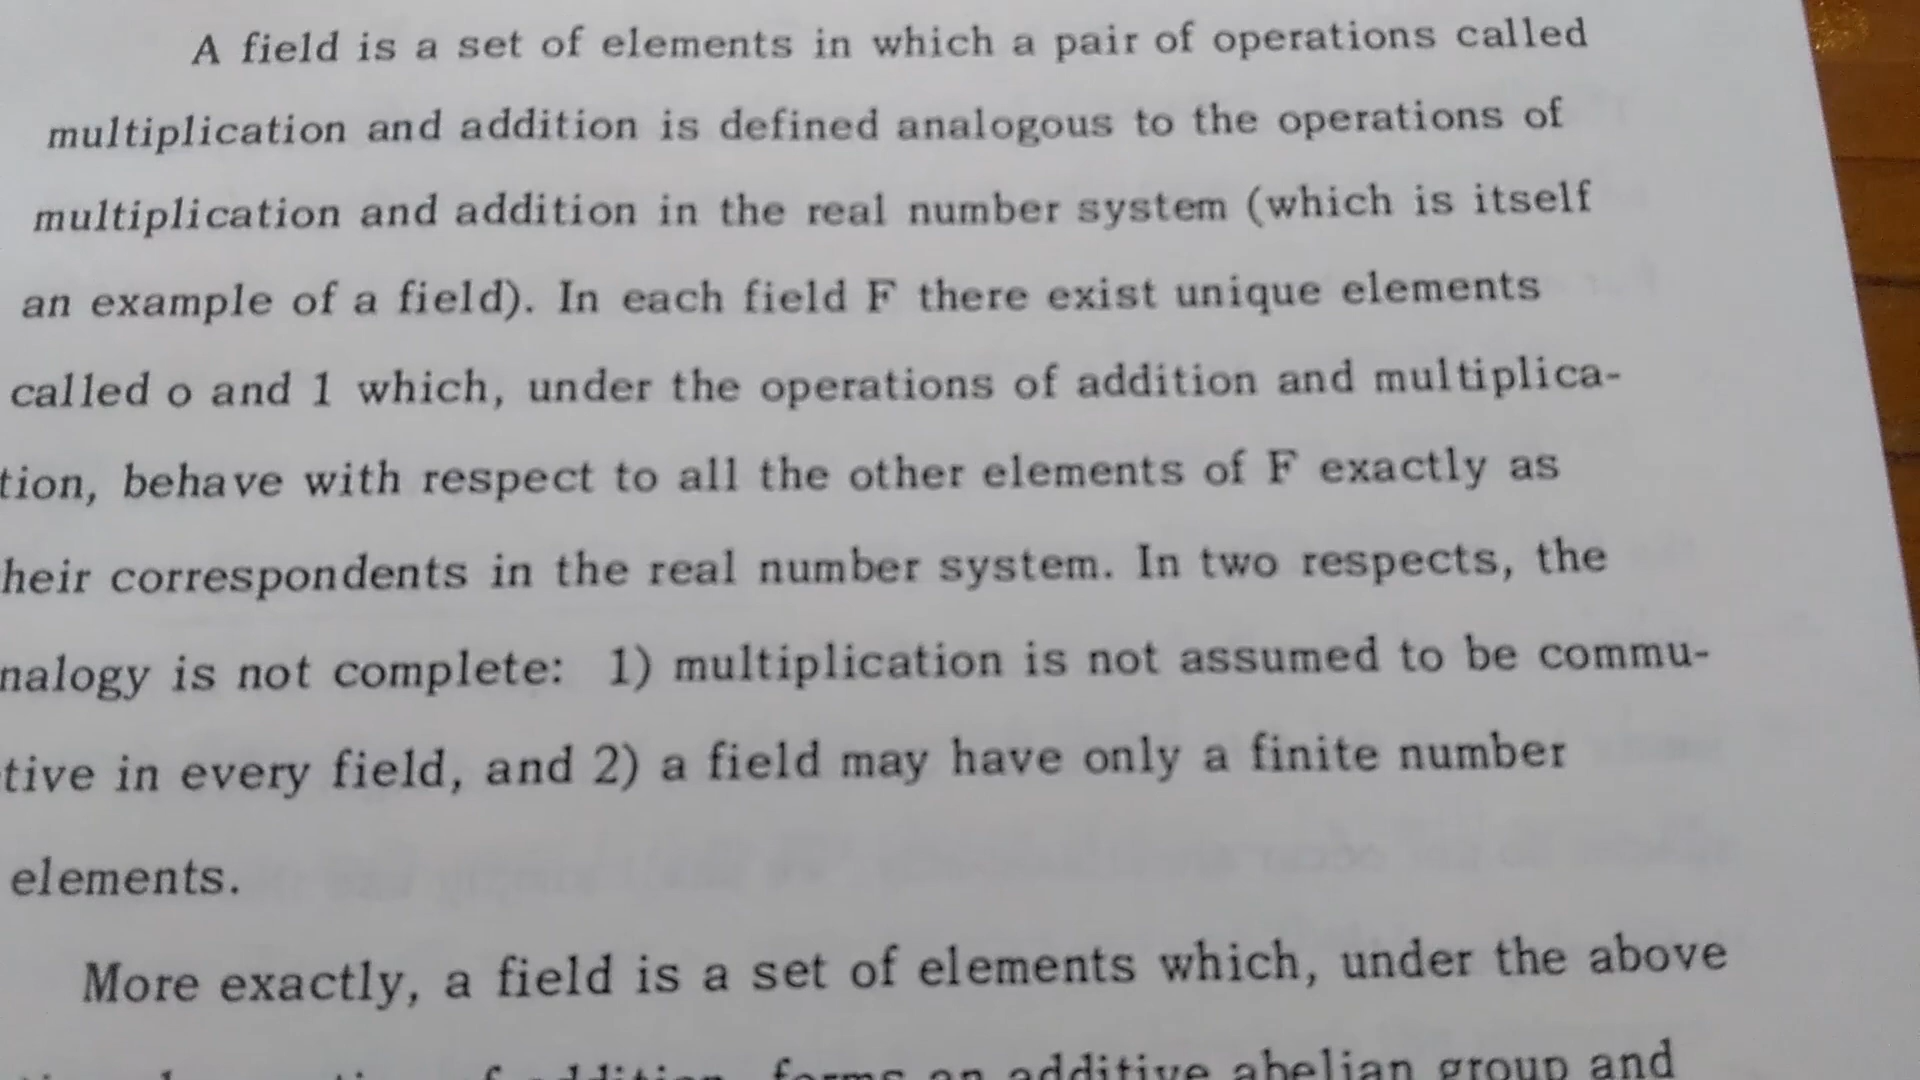 A field is a set of elements in which a pair of operations called
multiplication and addition is defined analogous to the operations of
multiplication and addition in the real number system (which is itself
an example of a field). In each field F there exist unique elements
called o and 1 which, under the operations of addition and multiplica-
tion, behave with respect to all the other elements of F exactly as
heir correspondents in the real number system. In two respects, the
nalogy is not complete: 1) multiplication is not assumed to be commu-
tive in every field, and 2) a field may have only a finite number
elements.
More exactly, a field is a set of elements which, under the above
addition, forms an additive abelian group and